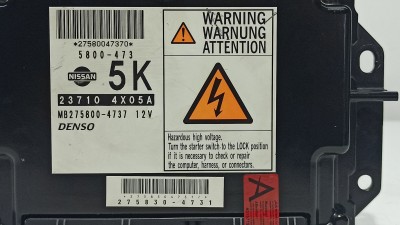 *27580047370*
5800-473
NISSAN 5K
23710 4X05A
MB275800-4737 12V
DENSO
WARNING
WARNUNG
ATTENTION
Hazardous high voltage.
Turn the starter switch to the LOCK position
if it is necessary to check or repair
the computer, harness, or connectors.
275830-4731
A